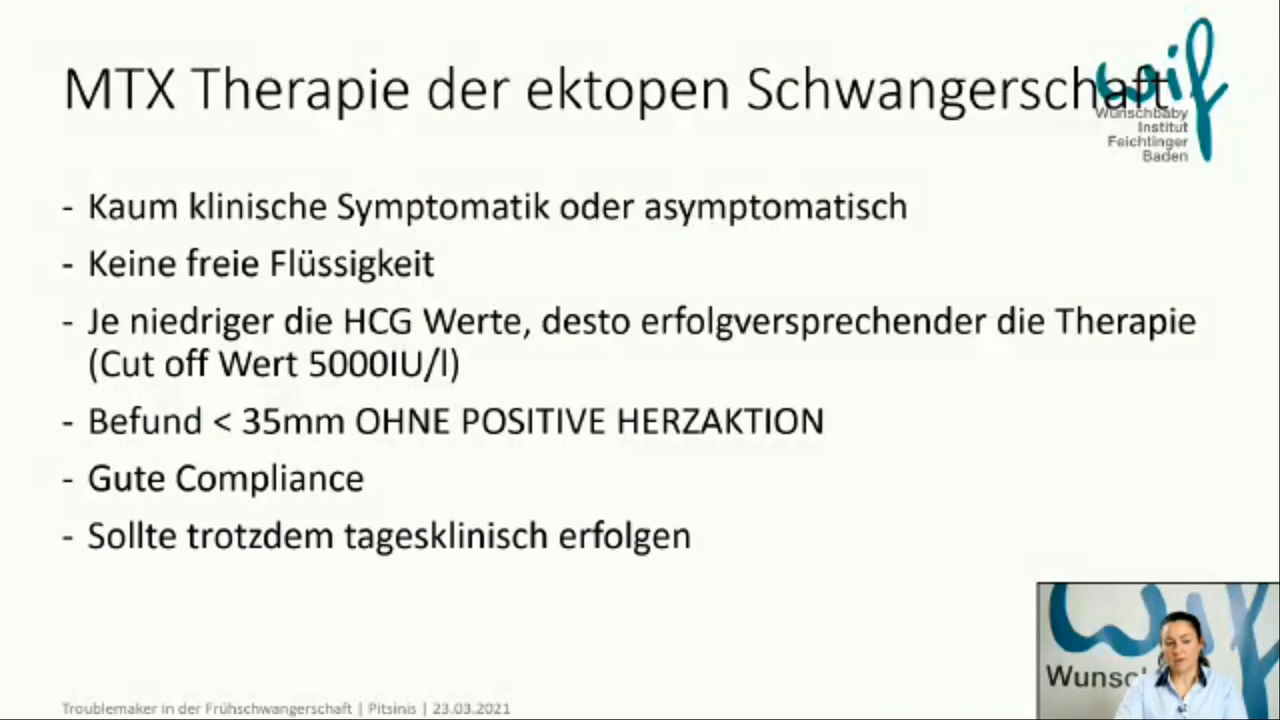 MTX Therapie der ektopen Schwangerschaft
wif
Wunschbaby
Institut
Feichtinger
Baden
- Kaum klinische Symptomatik oder asymptomatisch
- Keine freie Flüssigkeit
- Je niedriger die HCG Werte, desto erfolgversprechender die Therapie
(Cut off Wert 5000IU/l)
- Befund < 35mm OHNE POSITIVE HERZAKTION
- Gute Compliance
- Sollte trotzdem tagesklinisch erfolgen
wif
Wunsc
Troublemaker in der Frühschwangerschaft | Pitsinis | 23.03.2021